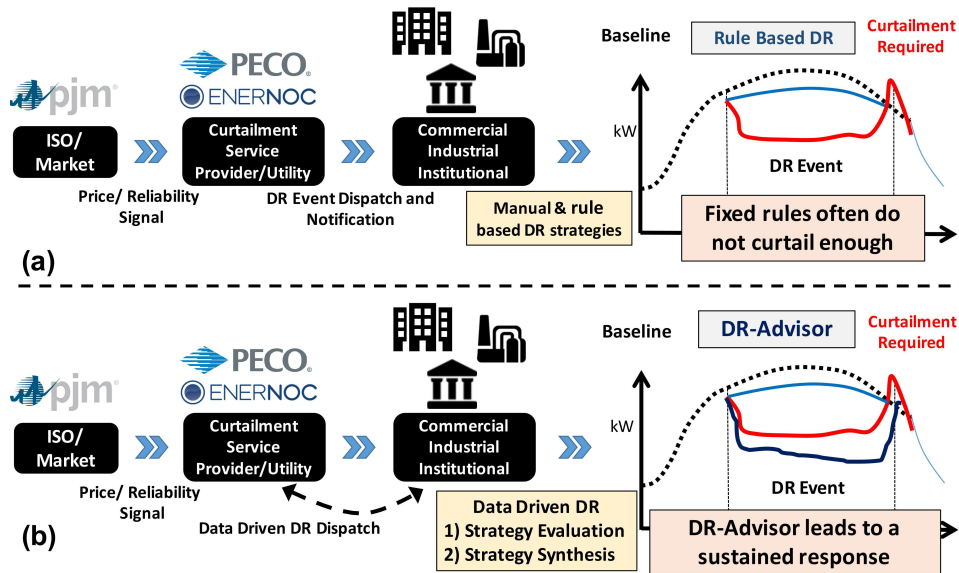 Baseline
Rule Based DR
Curtailment
Required
pjm®
PECO®
ENERNOC
ISO/
Market
Curtailment
Service
Provider/Utility
Commercial
Industrial
Institutional
kW
DR Event
Price/ Reliability
Signal
DR Event Dispatch and
Notification
Manual & rule
based DR strategies
Fixed rules often do
not curtail enough
(a)
Baseline
DR-Advisor
Curtailment
Required
pjm®
PECO®
ENERNOC
ISO/
Market
Curtailment
Service
Provider/Utility
Commercial
Industrial
Institutional
kW
DR Event
Price/ Reliability
Signal
Data Driven DR Dispatch
Data Driven DR
1) Strategy Evaluation
2) Strategy Synthesis
DR-Advisor leads to a
sustained response
(b)